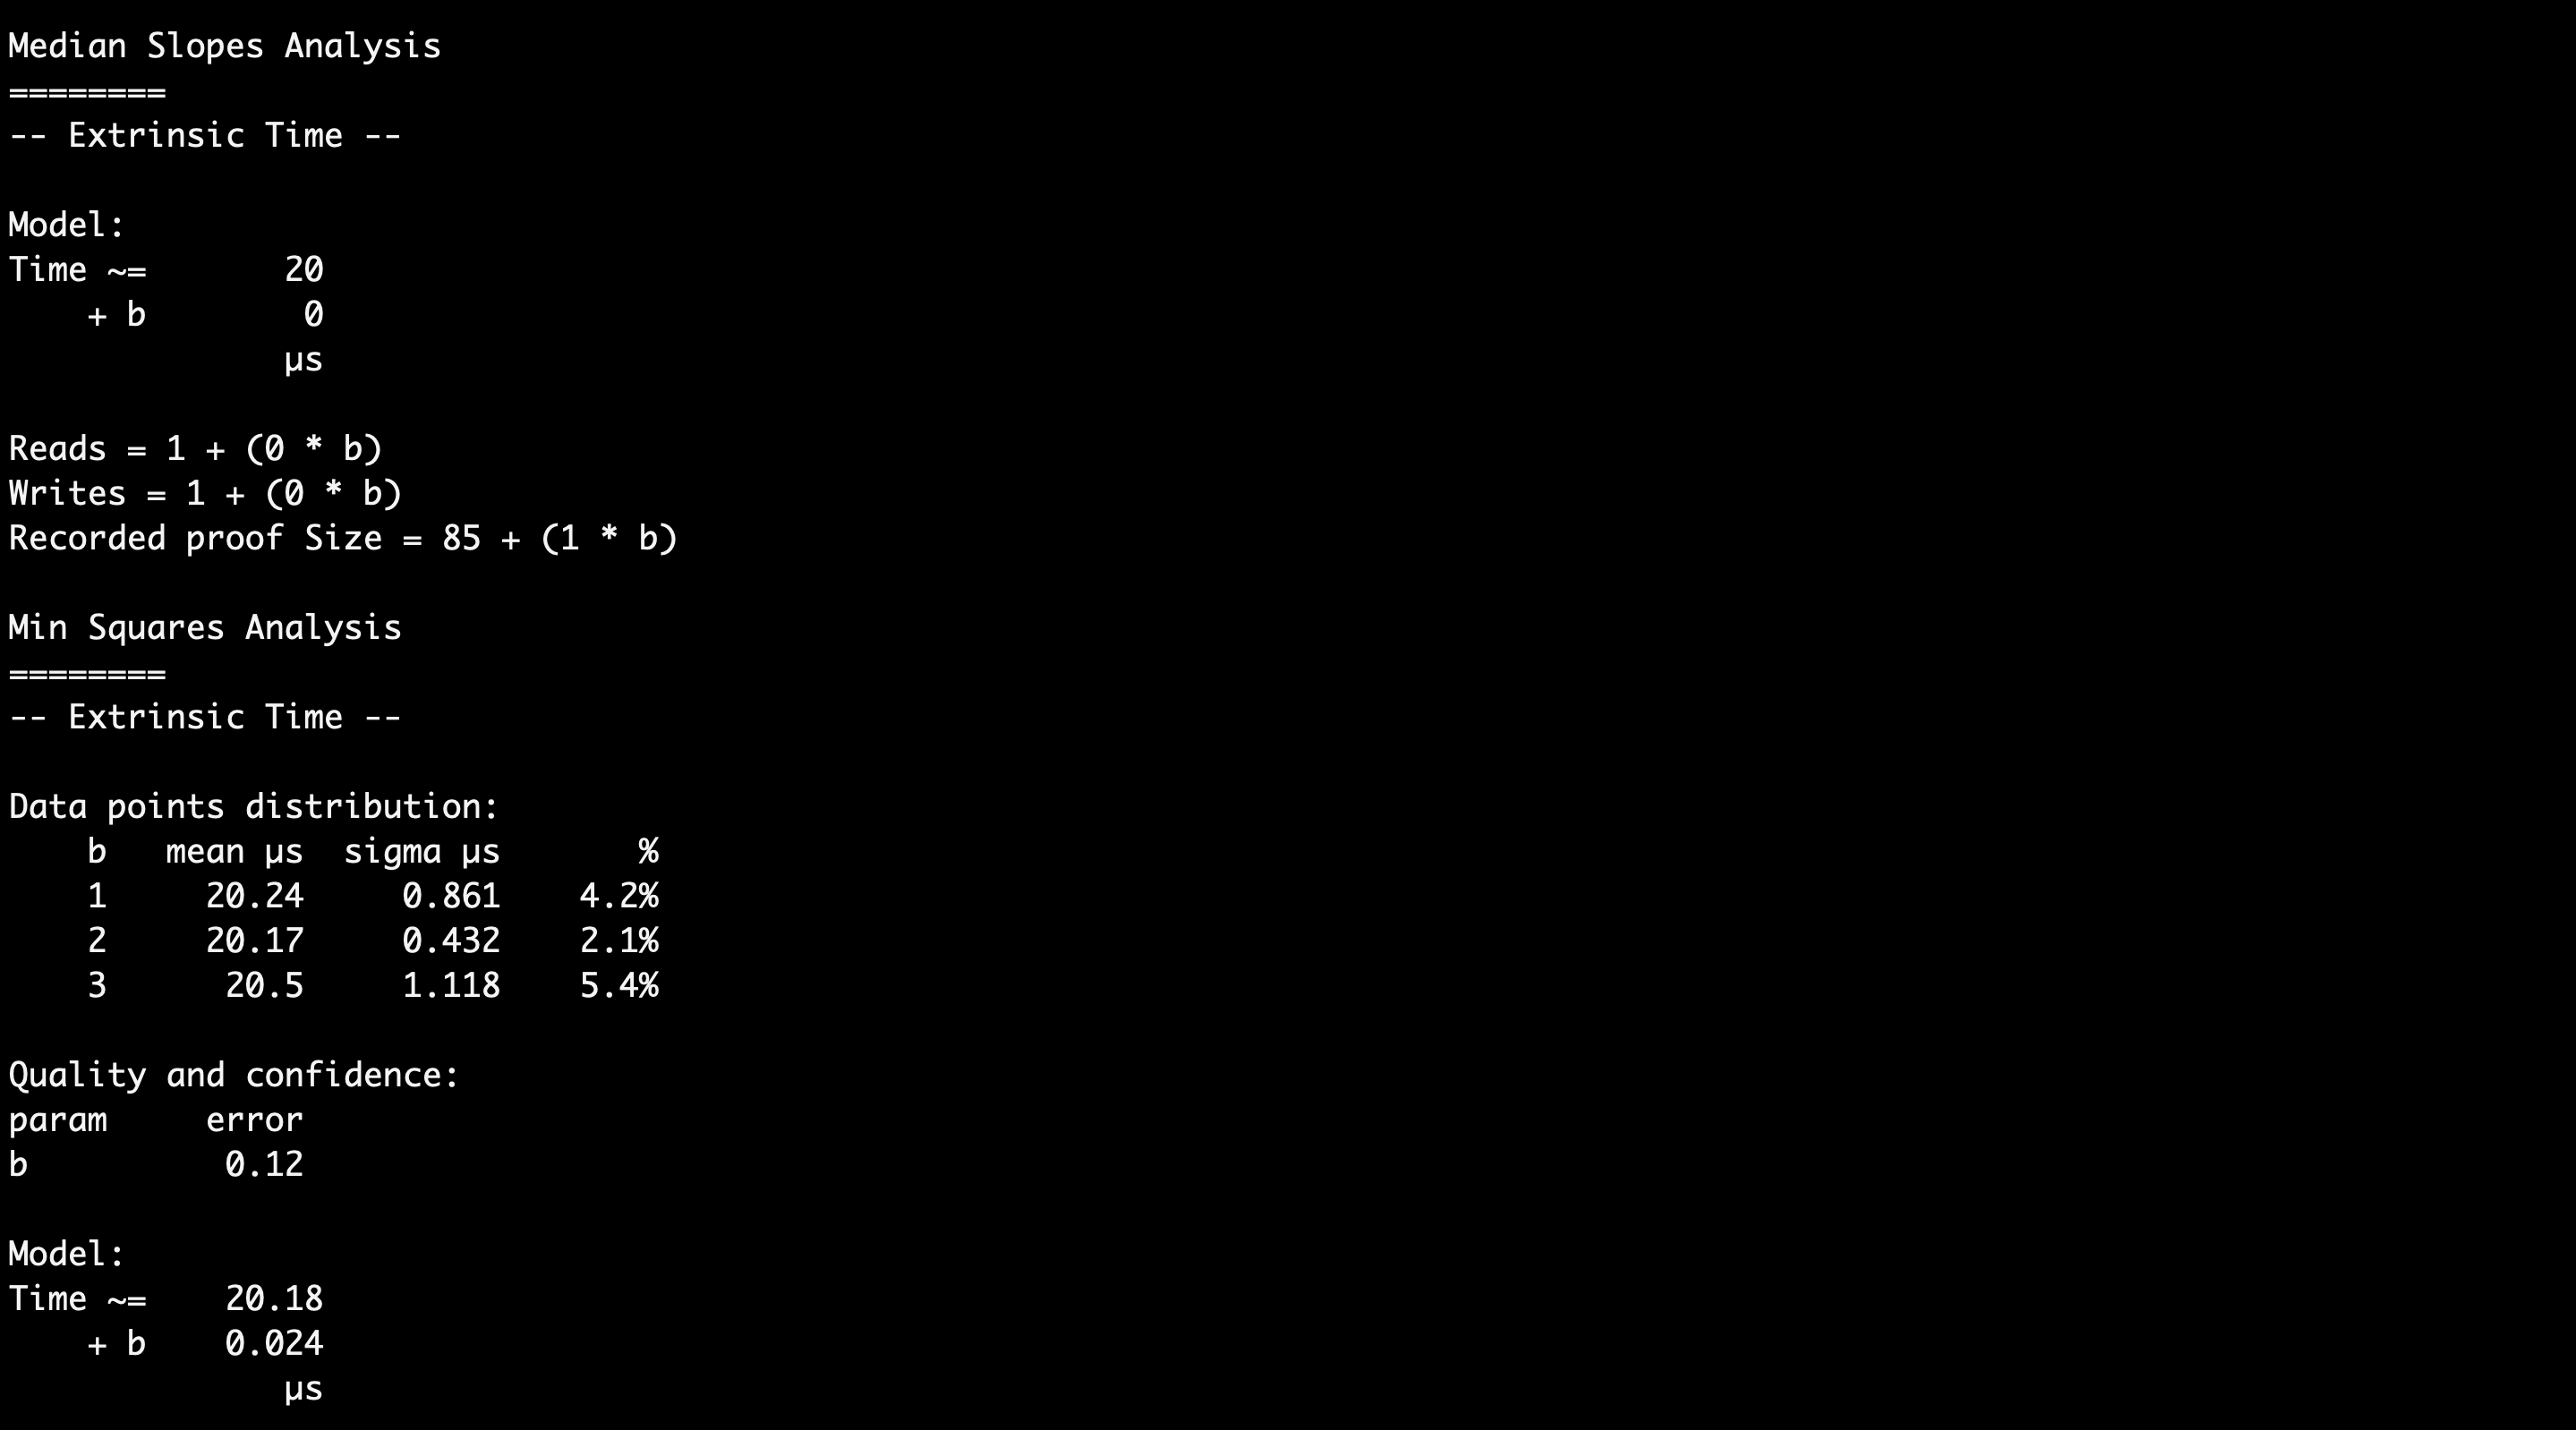 Median Slopes Analysis
========
-- Extrinsic Time --
Model:
Time ~=       20
    + b        0
              µs
Reads = 1 + (0 * b)
Writes = 1 + (0 * b)
Recorded proof Size = 85 + (1 * b)
Min Squares Analysis
========
-- Extrinsic Time --
Data points distribution:
    b   mean µs  sigma µs       %
    1     20.24     0.861    4.2%
    2     20.17     0.432    2.1%
    3      20.5     1.118    5.4%
Quality and confidence:
param     error
b          0.12
Model:
Time ~=    20.18
    + b    0.024
              µs